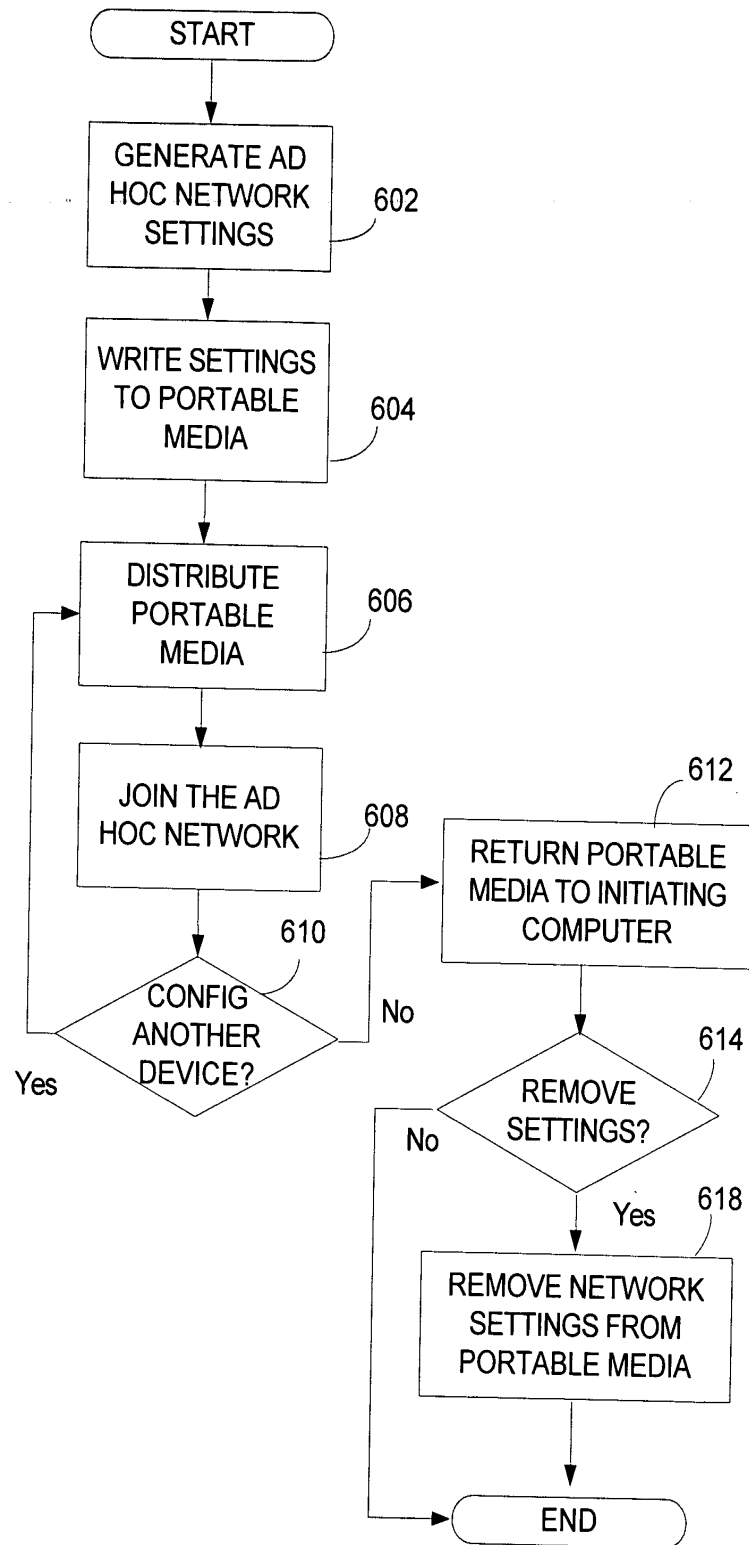 START
GENERATE AD
HOC NETWORK
SETTINGS
602
WRITE SETTINGS
TO PORTABLE
MEDIA
604
DISTRIBUTE
PORTABLE
MEDIA
606
JOIN THE AD
HOC NETWORK
608
CONFIG
ANOTHER
DEVICE?
610
Yes
No
612
RETURN PORTABLE
MEDIA TO INITIATING
COMPUTER
614
REMOVE
SETTINGS?
No
Yes
618
REMOVE NETWORK
SETTINGS FROM
PORTABLE MEDIA
END